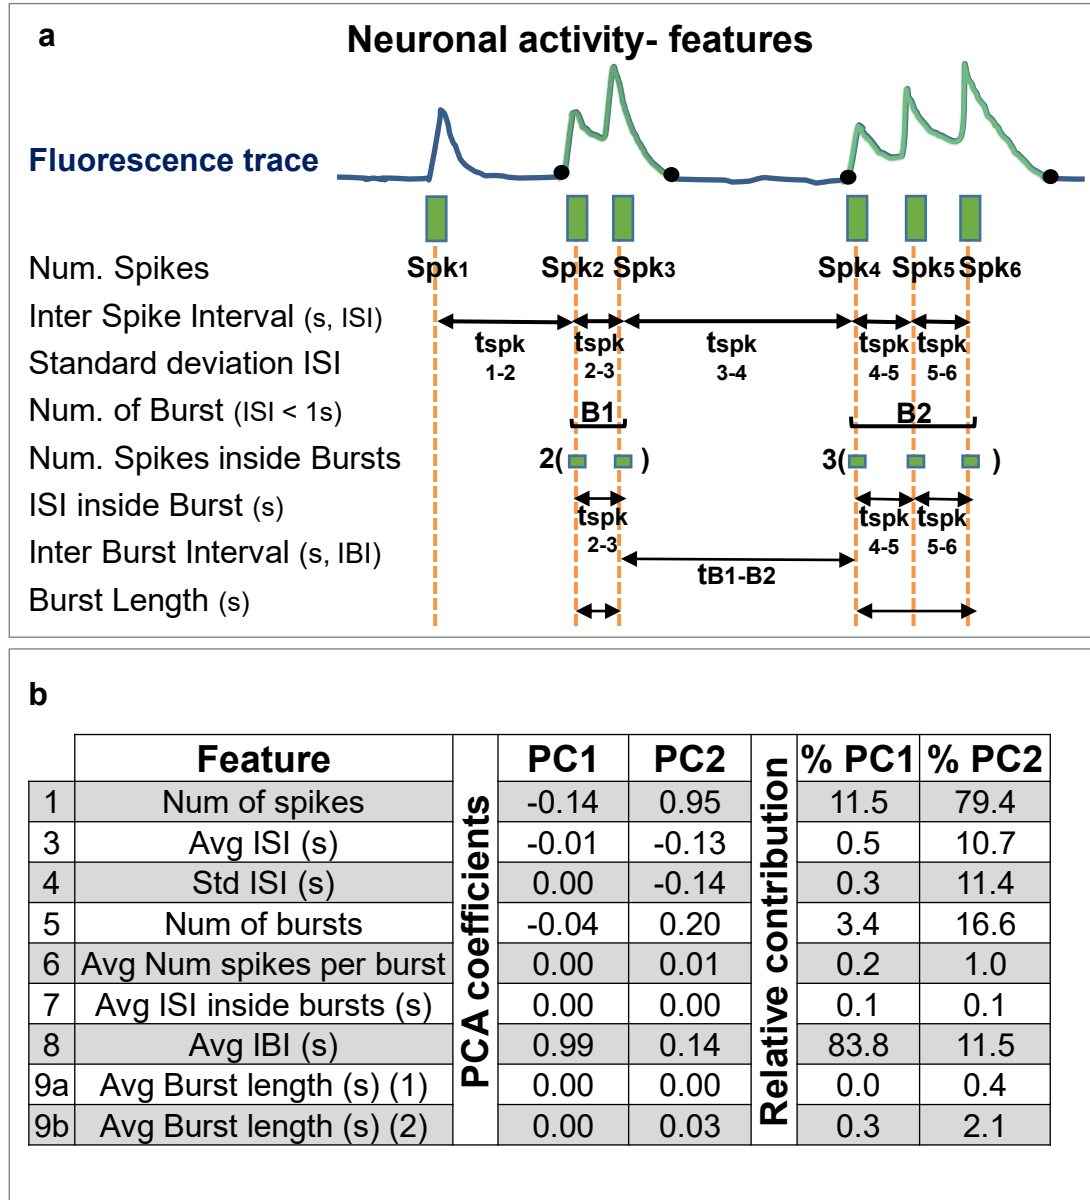 a
Neuronal activity- features
Fluorescence trace
Num. Spikes
Spk1 Spk2 Spk3 Spk4 Spk5 Spk6
Inter Spike Interval (s, ISI)
tspk tspk tspk tspk tspk
1-2 2-3 3-4 4-5 5-6
Standard deviation ISI
Num. of Burst (ISI < 1s)
B1 B2
Num. Spikes inside Bursts
2( ) 3( )
ISI inside Burst (s)
tspk tspk tspk
2-3 4-5 5-6
Inter Burst Interval (s, IBI)
tB1-B2
Burst Length (s)
b
Feature PCA coefficients PC1 PC2 Relative contribution % PC1 % PC2
1 Num of spikes -0.14 0.95 11.5 79.4
3 Avg ISI (s) -0.01 -0.13 0.5 10.7
4 Std ISI (s) 0.00 -0.14 0.3 11.4
5 Num of bursts -0.04 0.20 3.4 16.6
6 Avg Num spikes per burst 0.00 0.01 0.2 1.0
7 Avg ISI inside bursts (s) 0.00 0.00 0.1 0.1
8 Avg IBI (s) 0.99 0.14 83.8 11.5
9a Avg Burst length (s) (1) 0.00 0.00 0.0 0.4
9b Avg Burst length (s) (2) 0.00 0.03 0.3 2.1